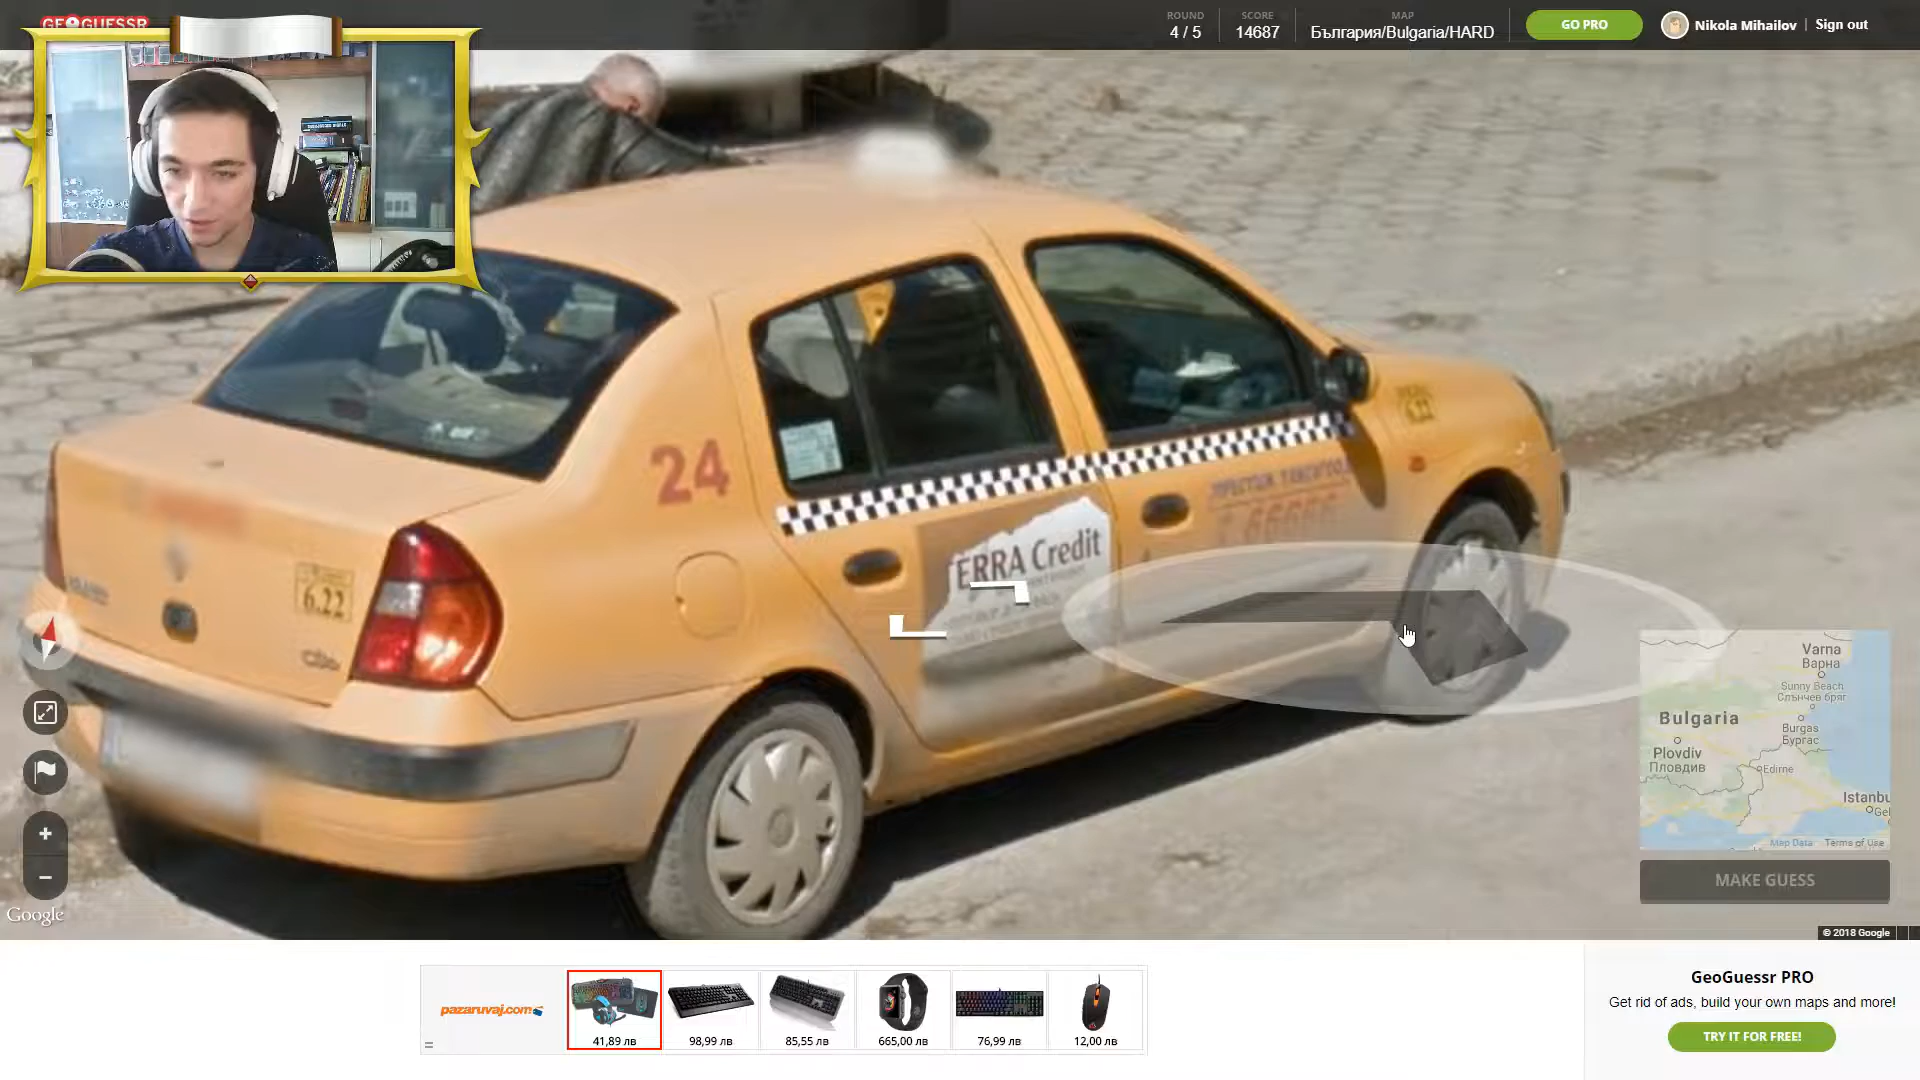 GEOGUESSR
ROUND
4 / 5
SCORE
14687
MAP
България/Bulgaria/HARD
GO PRO
Nikola Mihailov
Sign out
24
ERRA Credit
6.22
66666
Varna
Варна
Sunny Beach
Слънчев бряг
Bulgaria
Burgas
Бургас
Plovdiv
Пловдив
Edirne
Istanbu
Map Data
Terms of Use
MAKE GUESS
Google
© 2018 Google
pazaruvaj.com
41,89 лв
98,99 лв
85,55 лв
665,00 лв
76,99 лв
12,00 лв
GeoGuessr PRO
Get rid of ads, build your own maps and more!
TRY IT FOR FREE!